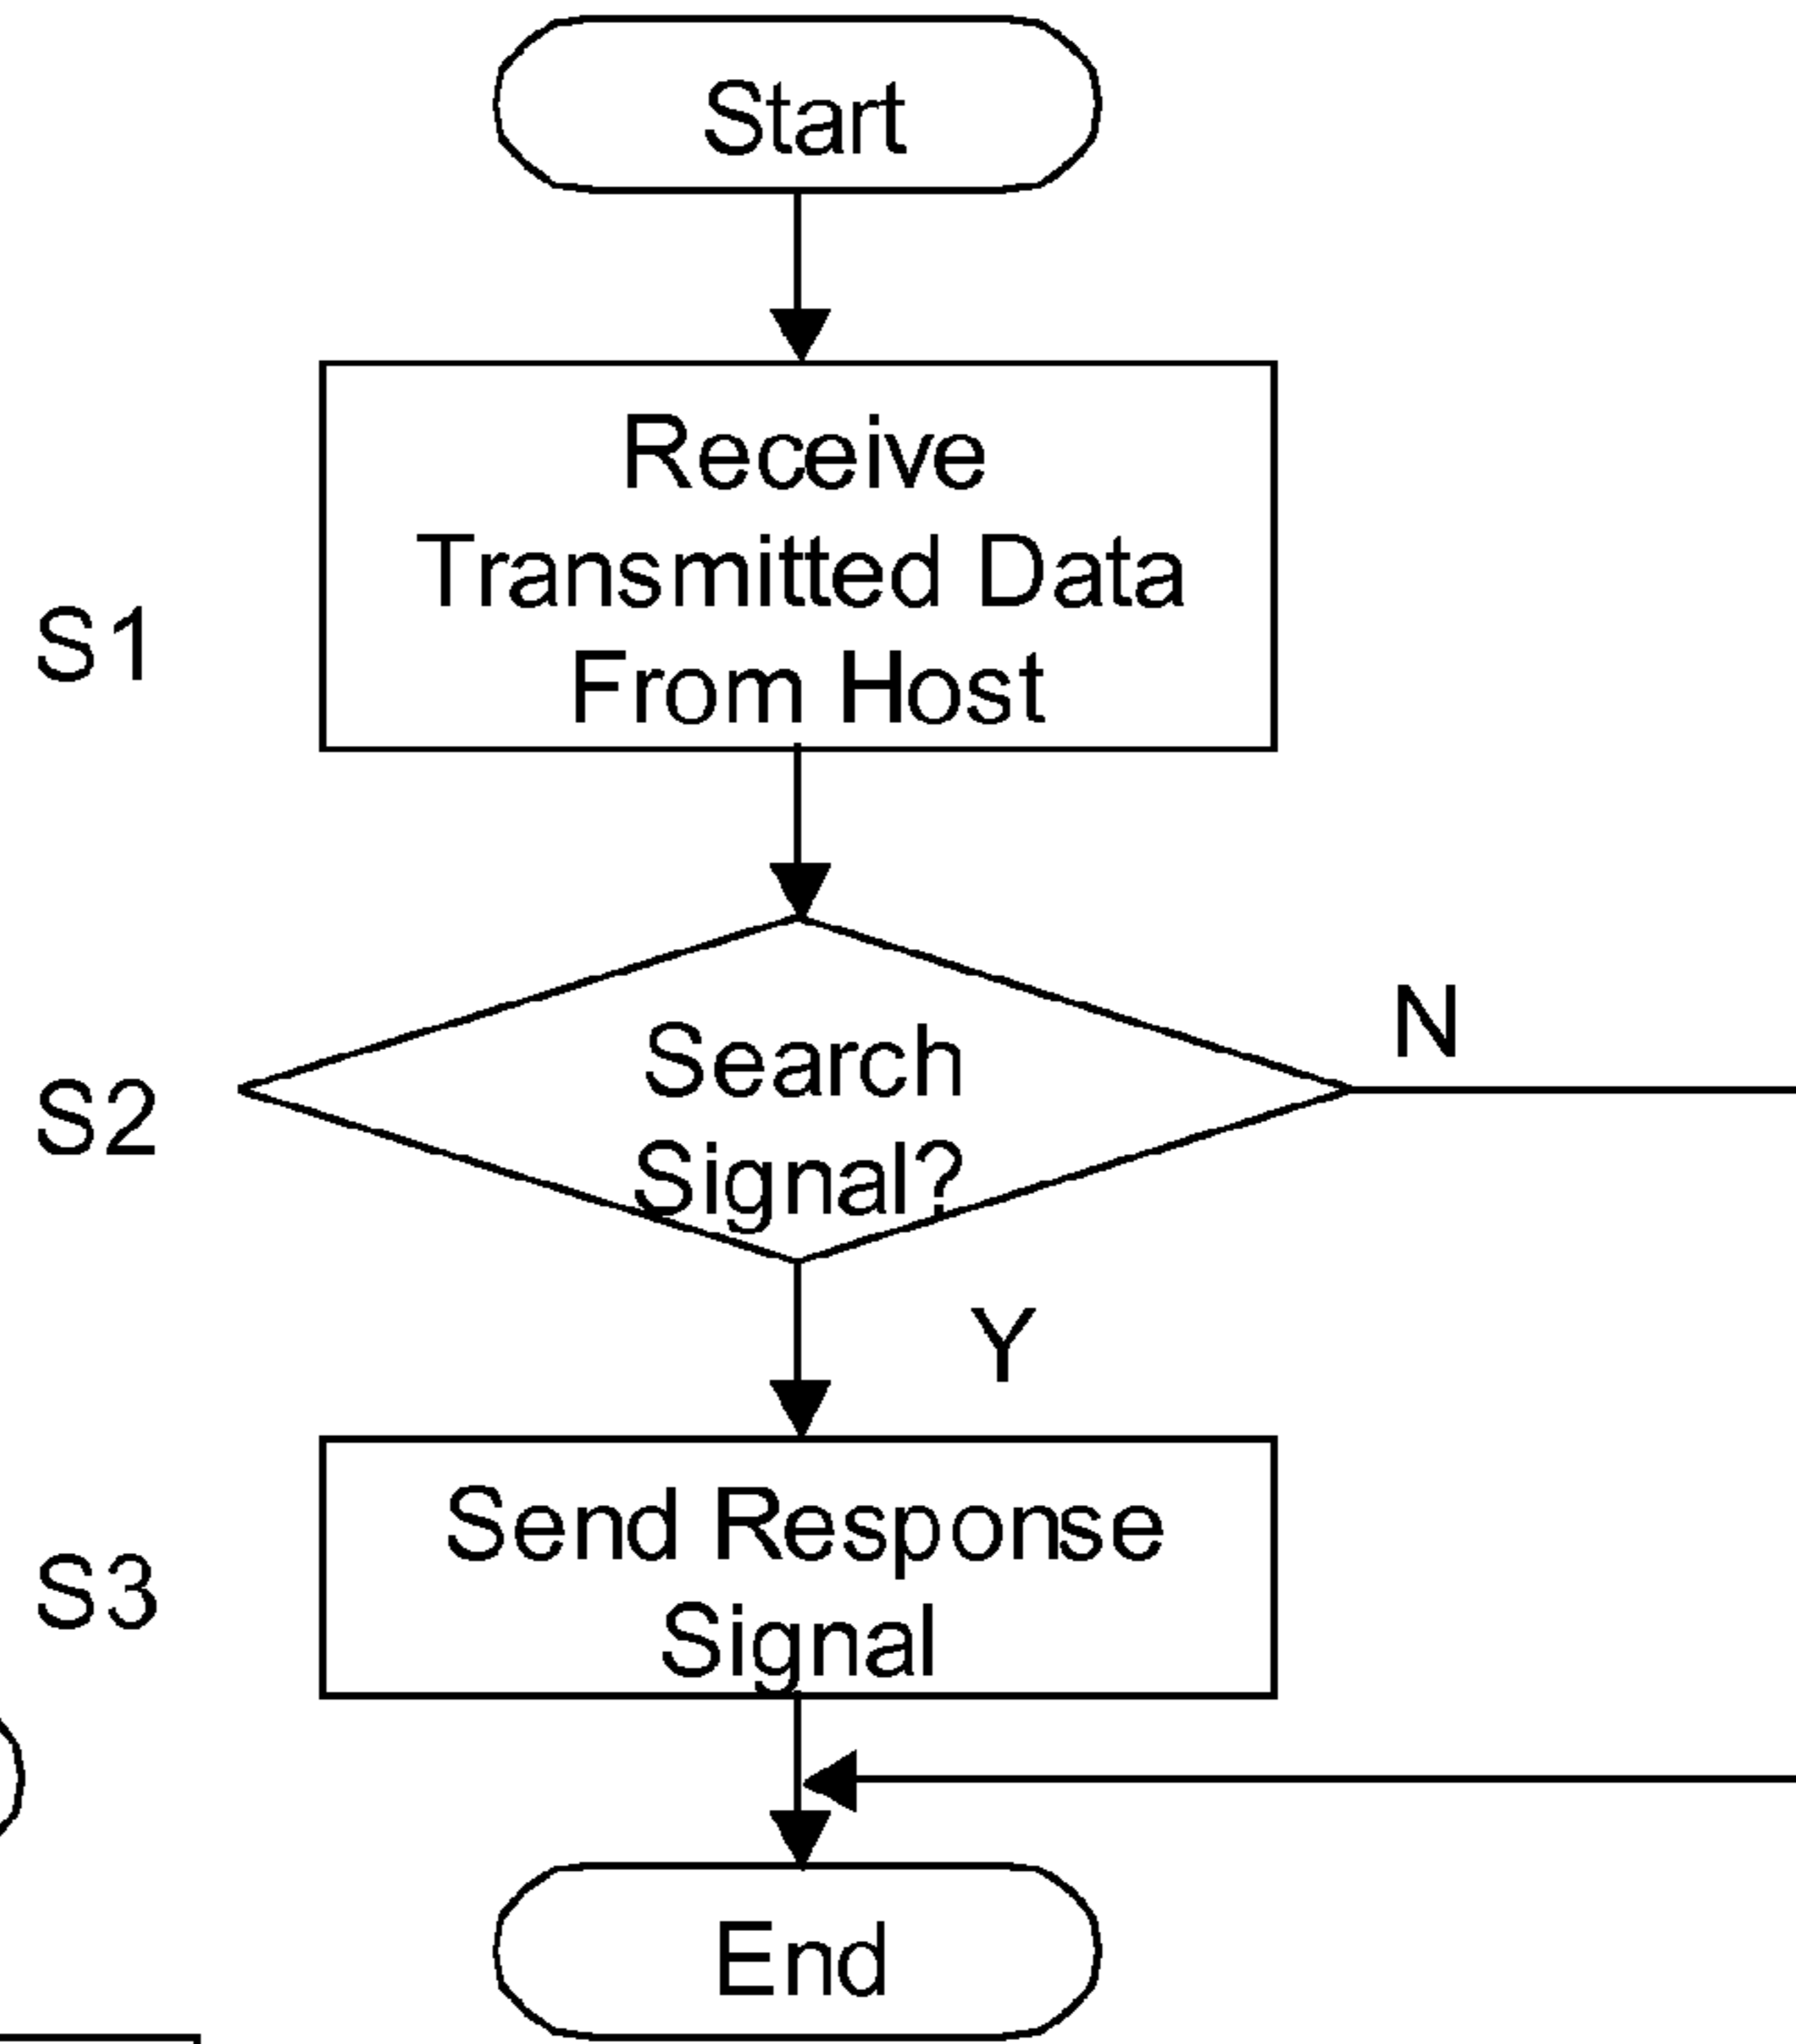 Start
Receive
Transmitted Data
From Host
S1
Search
Signal?
N
S2
Y
Send Response
Signal
S3
End